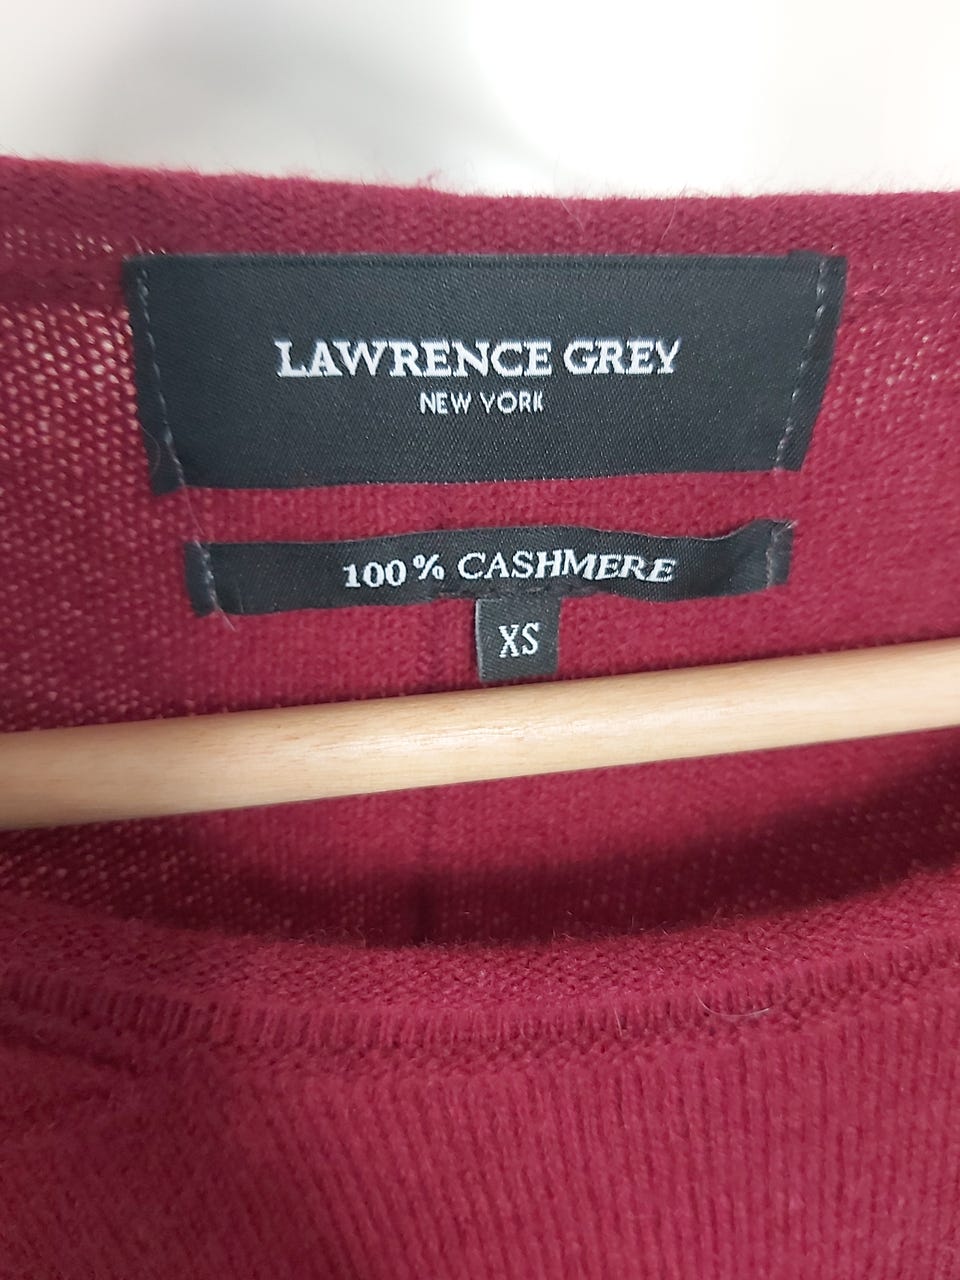 LAWRENCE GREY
NEW YORK
100% CASHMERE
XS